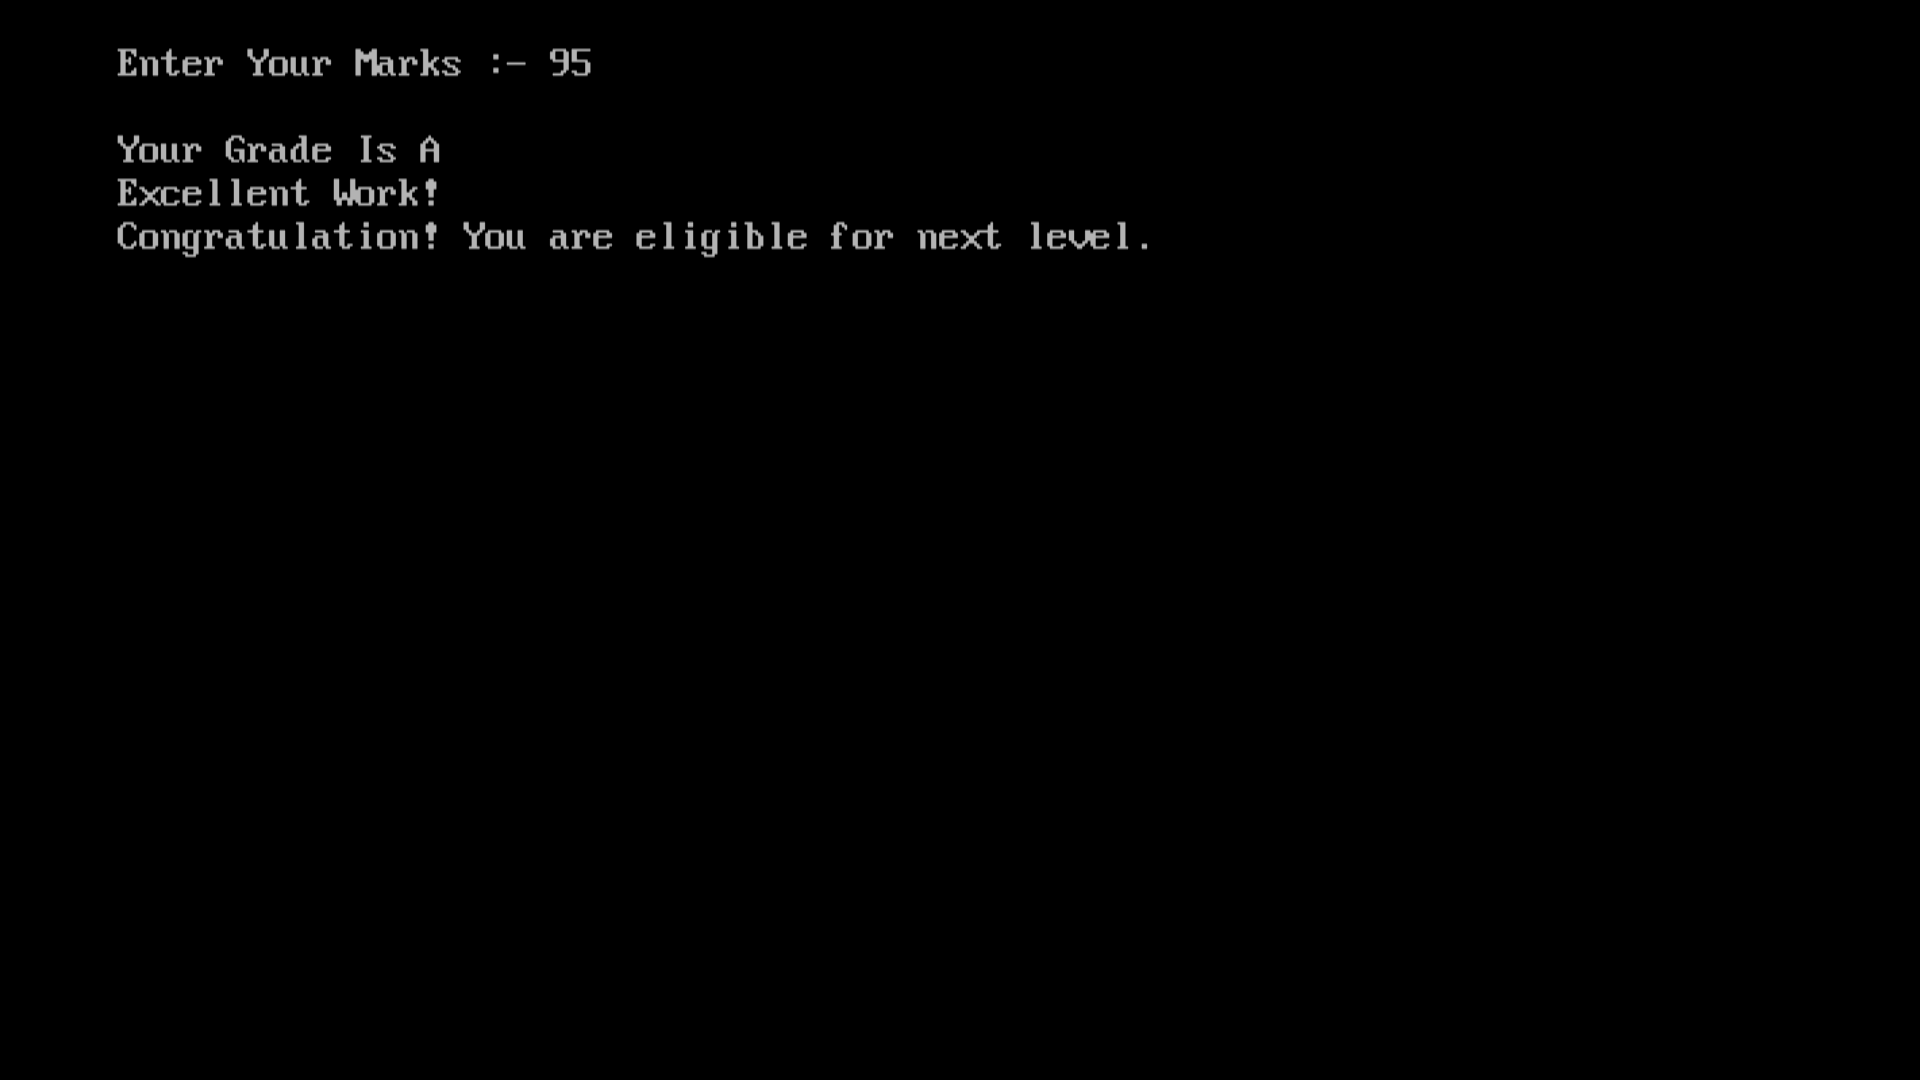 Enter Your Marks :- 95
Your Grade Is A
Excellent Work!
Congratulation! You are eligible for next level.